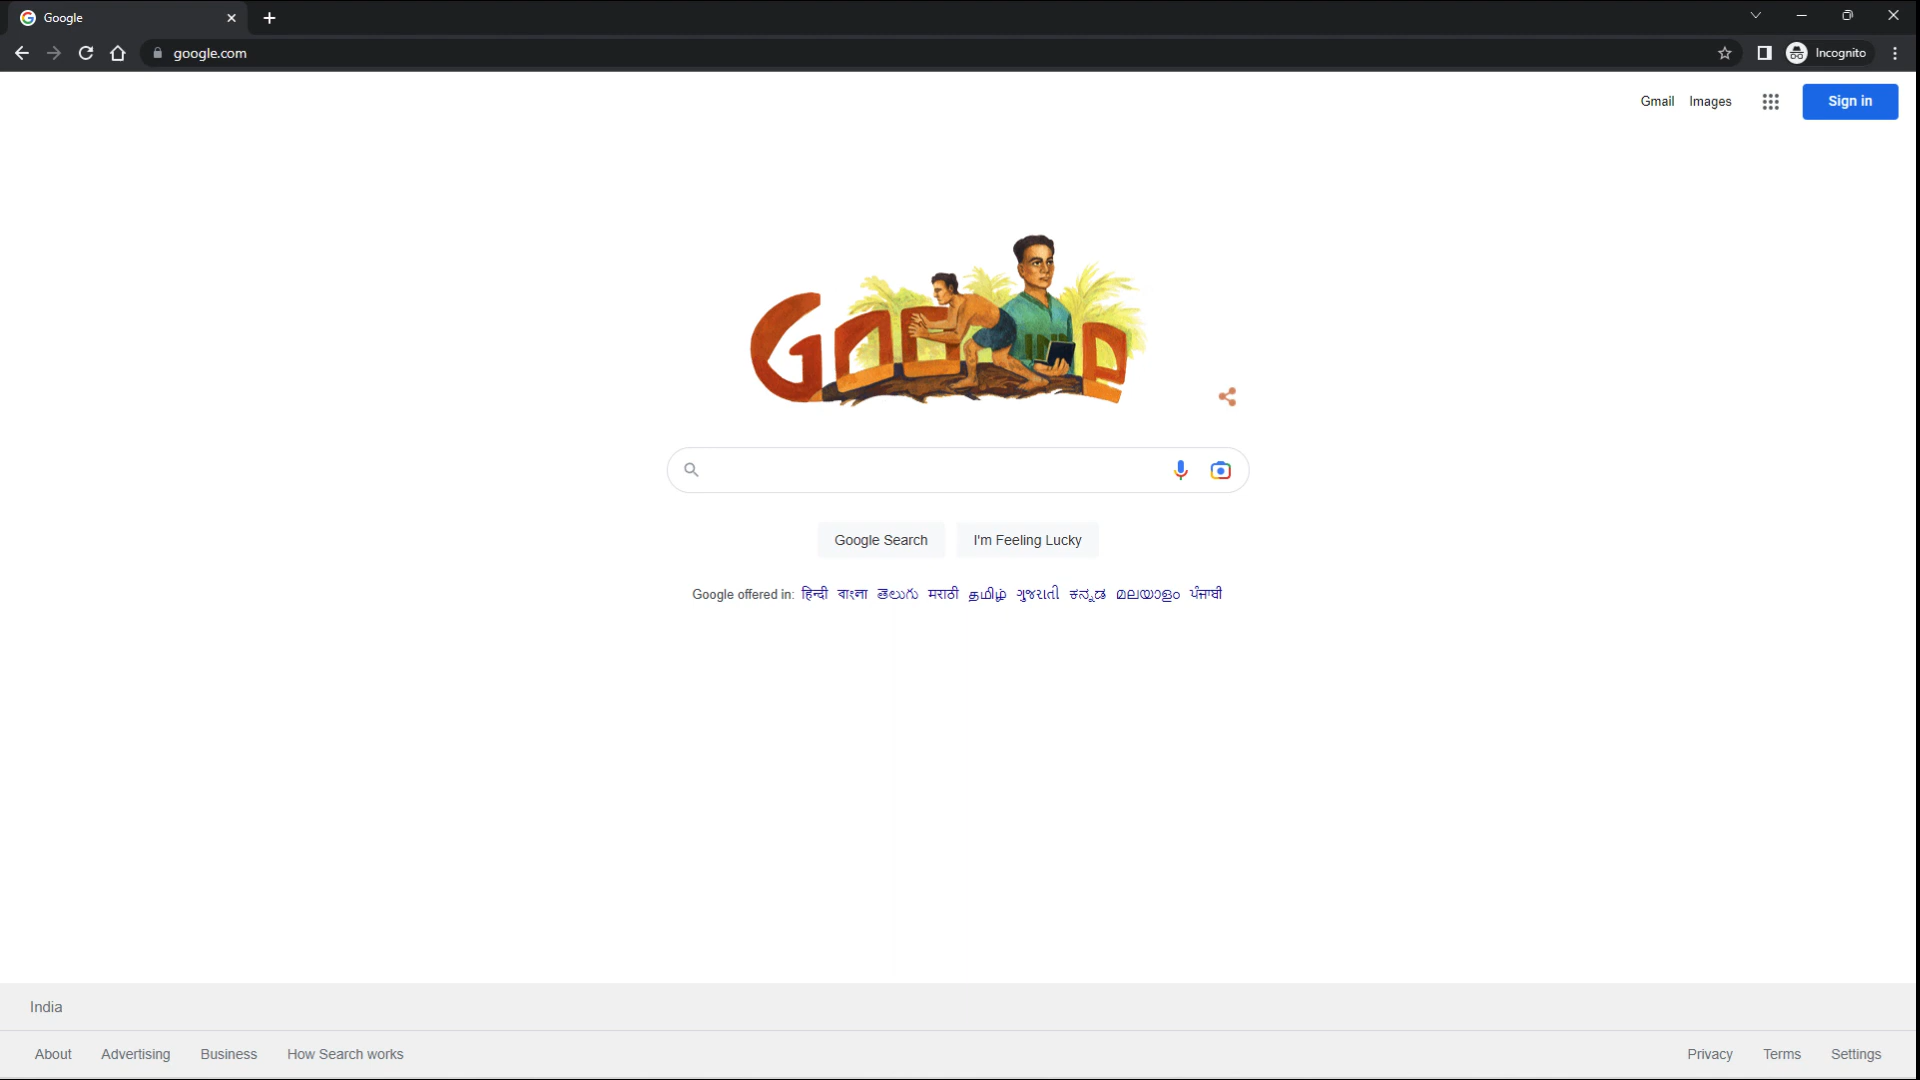 Google
google.com
Incognito
Gmail Images Sign in
Google
Google Search I'm Feeling Lucky
Google offered in: हिन्दी বাংলা తెలుగు मराठी தமிழ் ગુજરાતી ಕನ್ನಡ മലയാളം ਪੰਜਾਬੀ
India
About Advertising Business How Search works Privacy Terms Settings